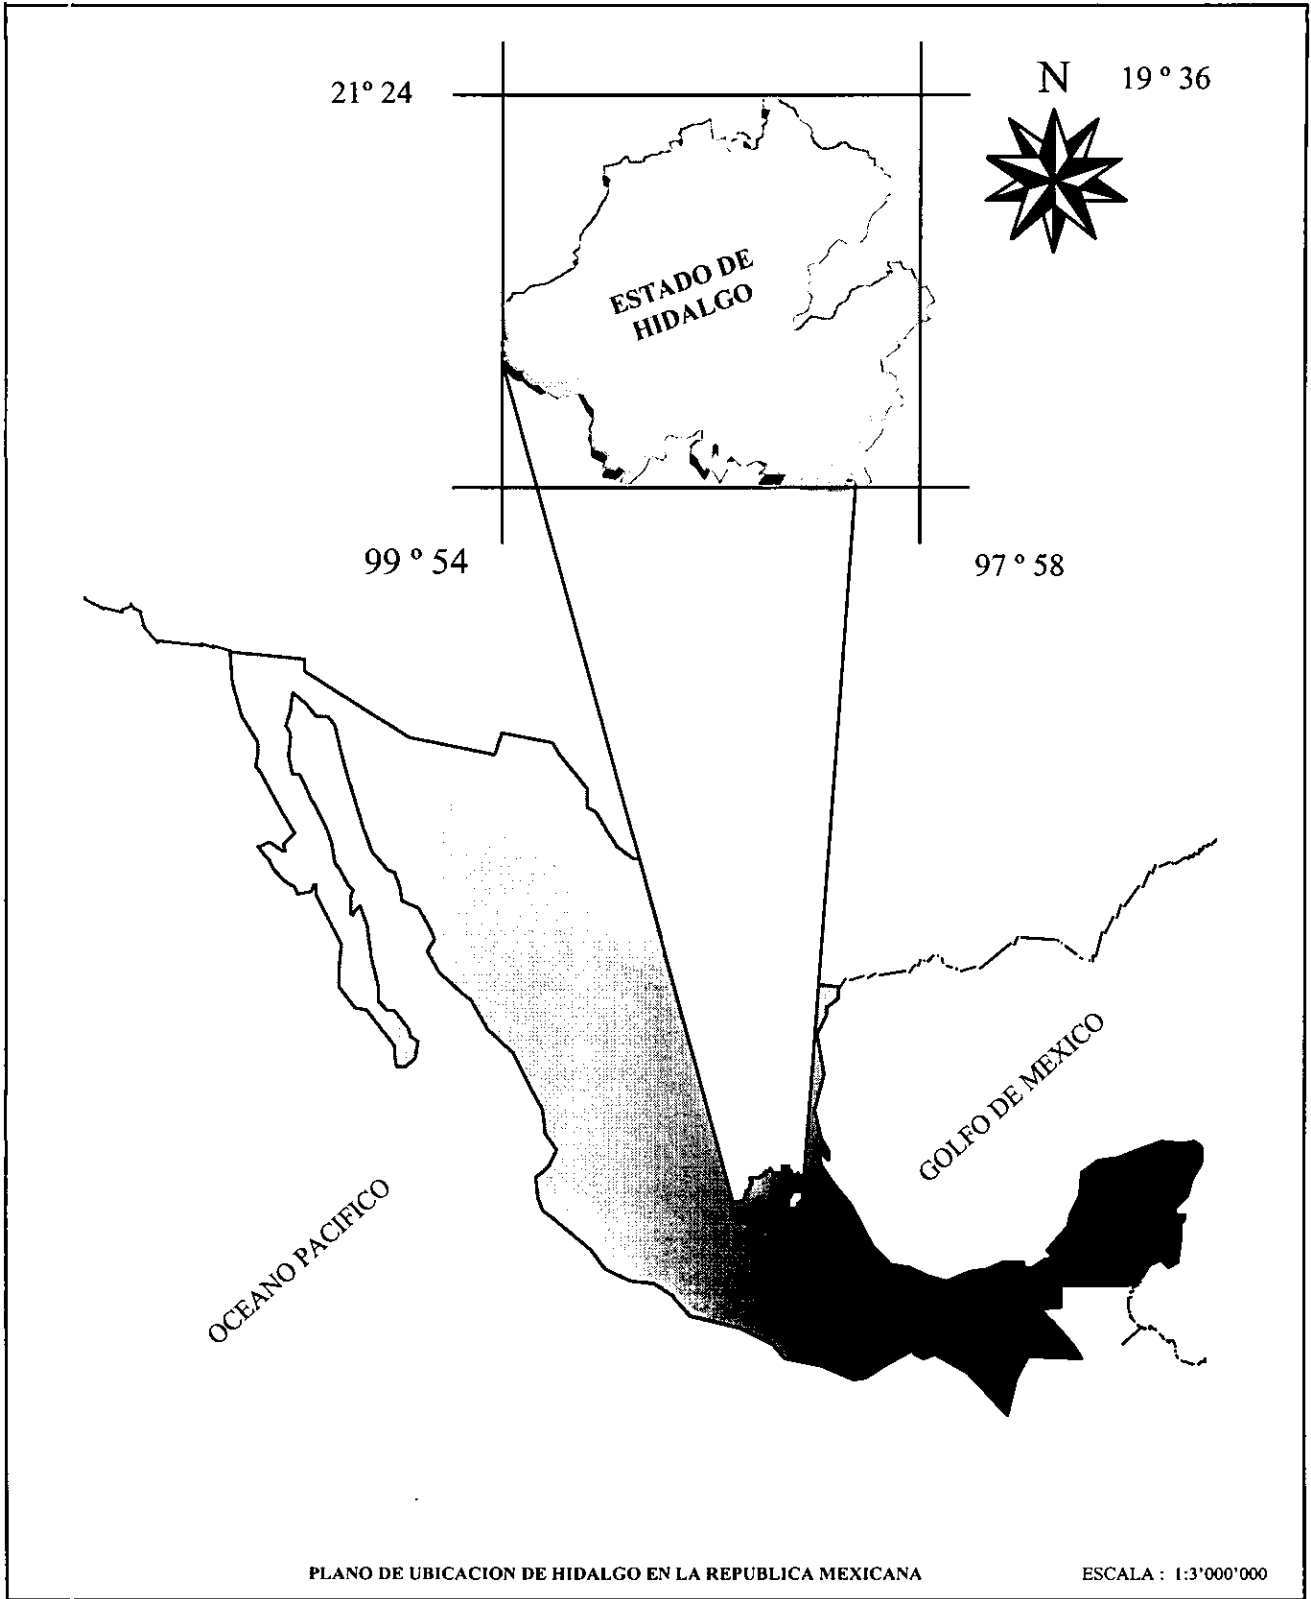 21º 24
N
19 º 36
ESTADO DE
HIDALGO
99 º 54
97 º 58
GOLFO DE MEXICO
OCEANO PACIFICO
PLANO DE UBICACION DE HIDALGO EN LA REPUBLICA MEXICANA
ESCALA : 1:3'000'000